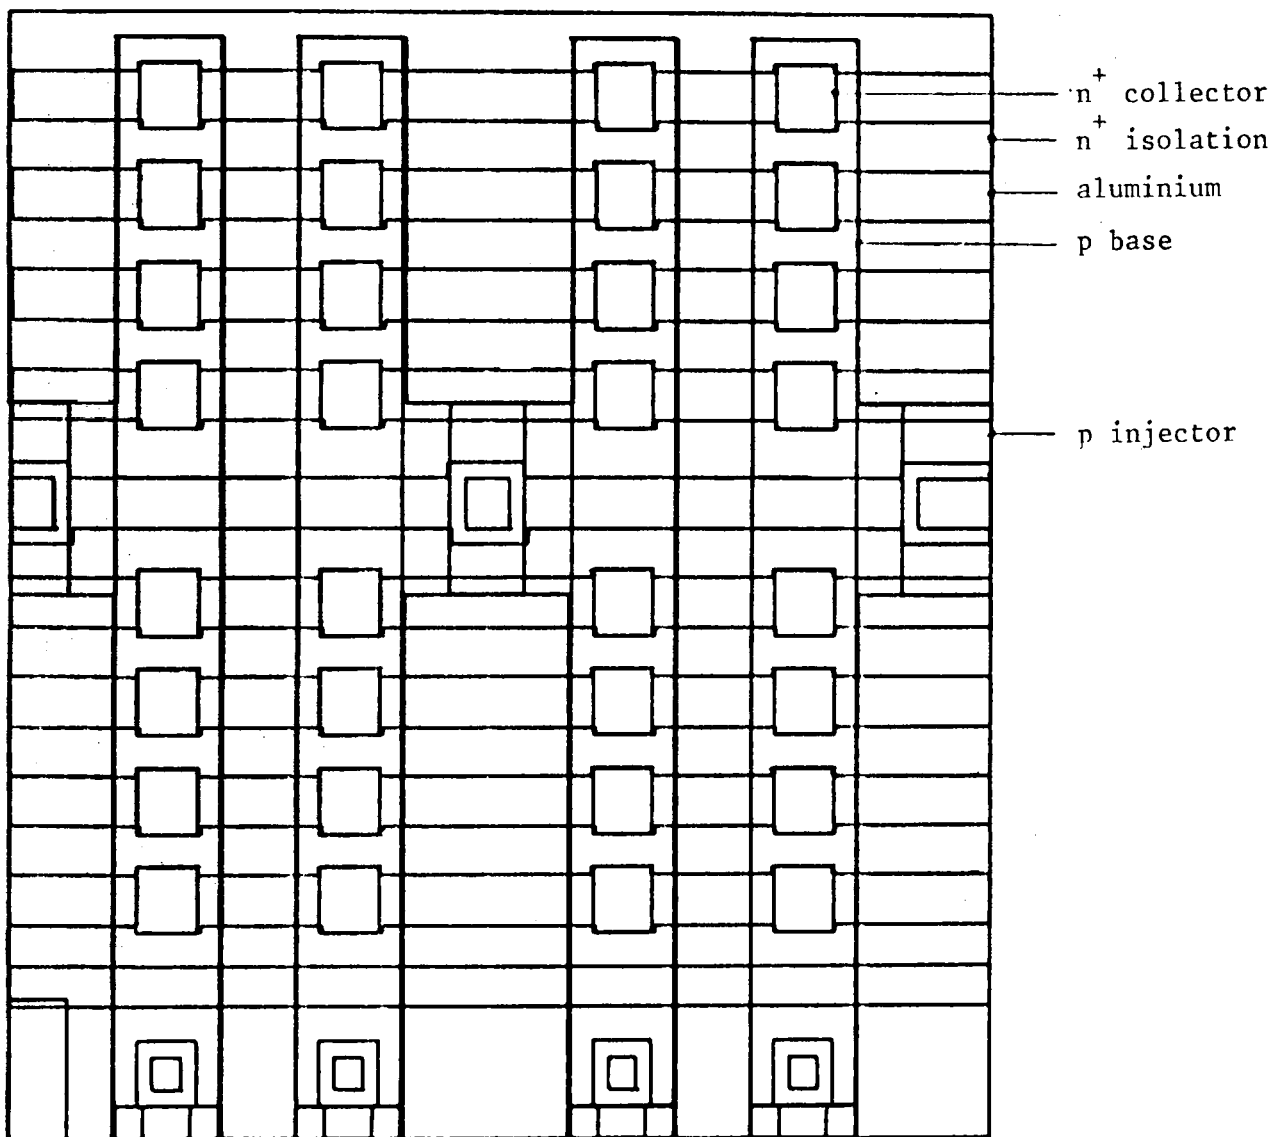 n⁺ collector
n⁺ isolation
aluminium
p base
p injector